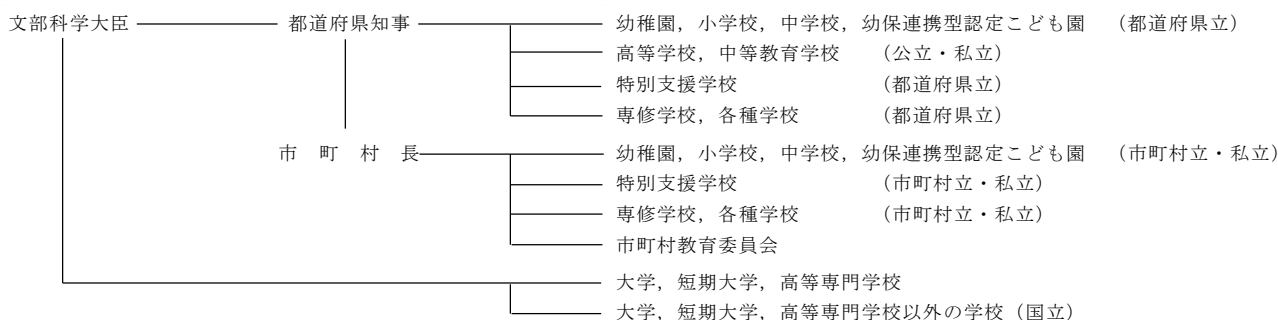 文部科学大臣 都道府県知事 幼稚園，小学校，中学校，幼保連携型認定こども園 （都道府県立）
高等学校，中等教育学校 （公立・私立）
特別支援学校 （都道府県立）
専修学校，各種学校 （都道府県立）
市町村長 幼稚園，小学校，中学校，幼保連携型認定こども園 （市町村立・私立）
特別支援学校 （市町村立・私立）
専修学校，各種学校 （市町村立・私立）
市町村教育委員会
大学，短期大学，高等専門学校
大学，短期大学，高等専門学校以外の学校（国立）